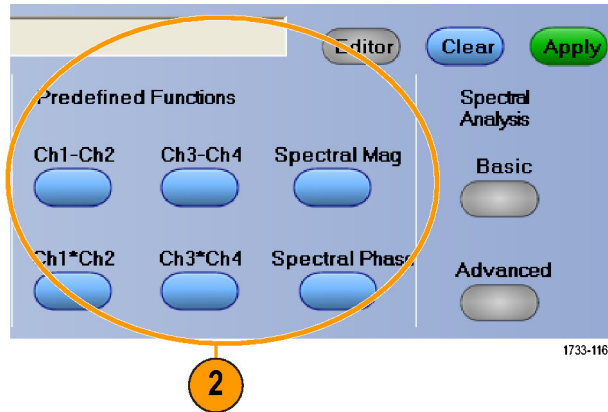 Editor Clear Apply
Predefined Functions
Spectral
Analysis
Ch1-Ch2 Ch3-Ch4 Spectral Mag
Basic
Ch1*Ch2 Ch3*Ch4 Spectral Phase
Advanced
1733-116
2